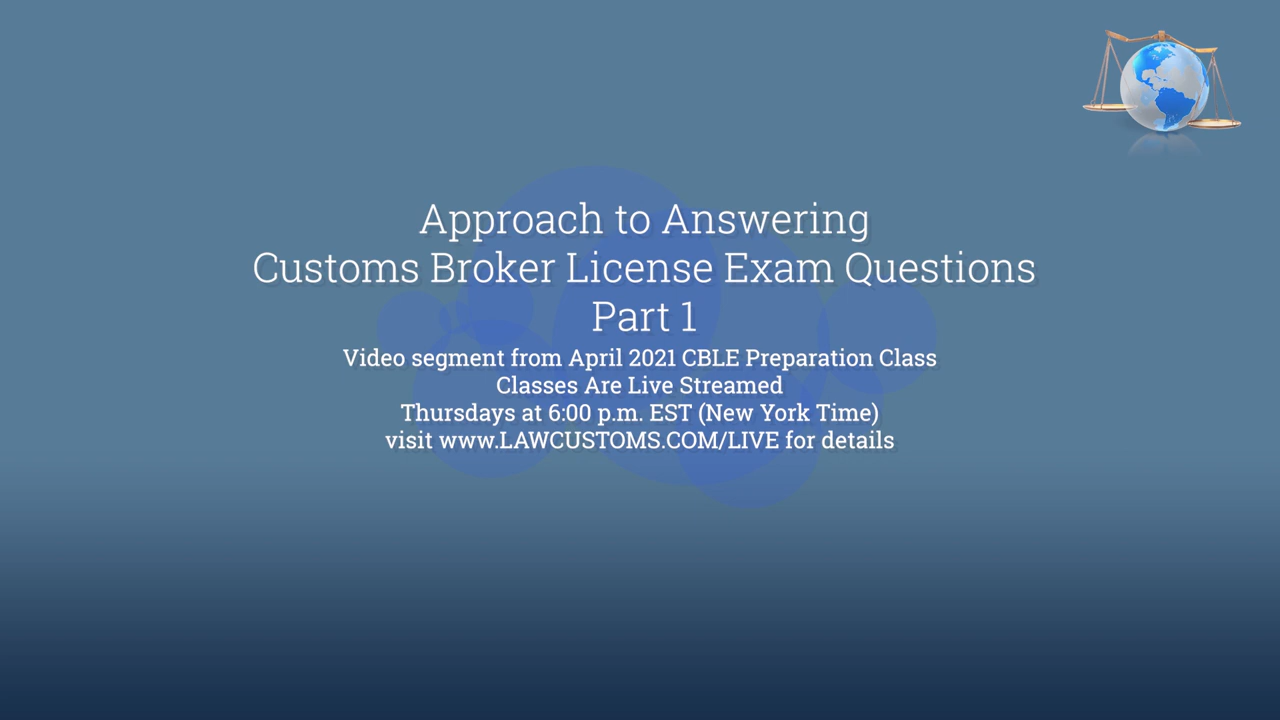 Approach to Answering
Customs Broker License Exam Questions
Part 1
Video segment from April 2021 CBLE Preparation Class
Classes Are Live Streamed
Thursdays at 6:00 p.m. EST (New York Time)
visit www.LAWCUSTOMS.COM/LIVE for details